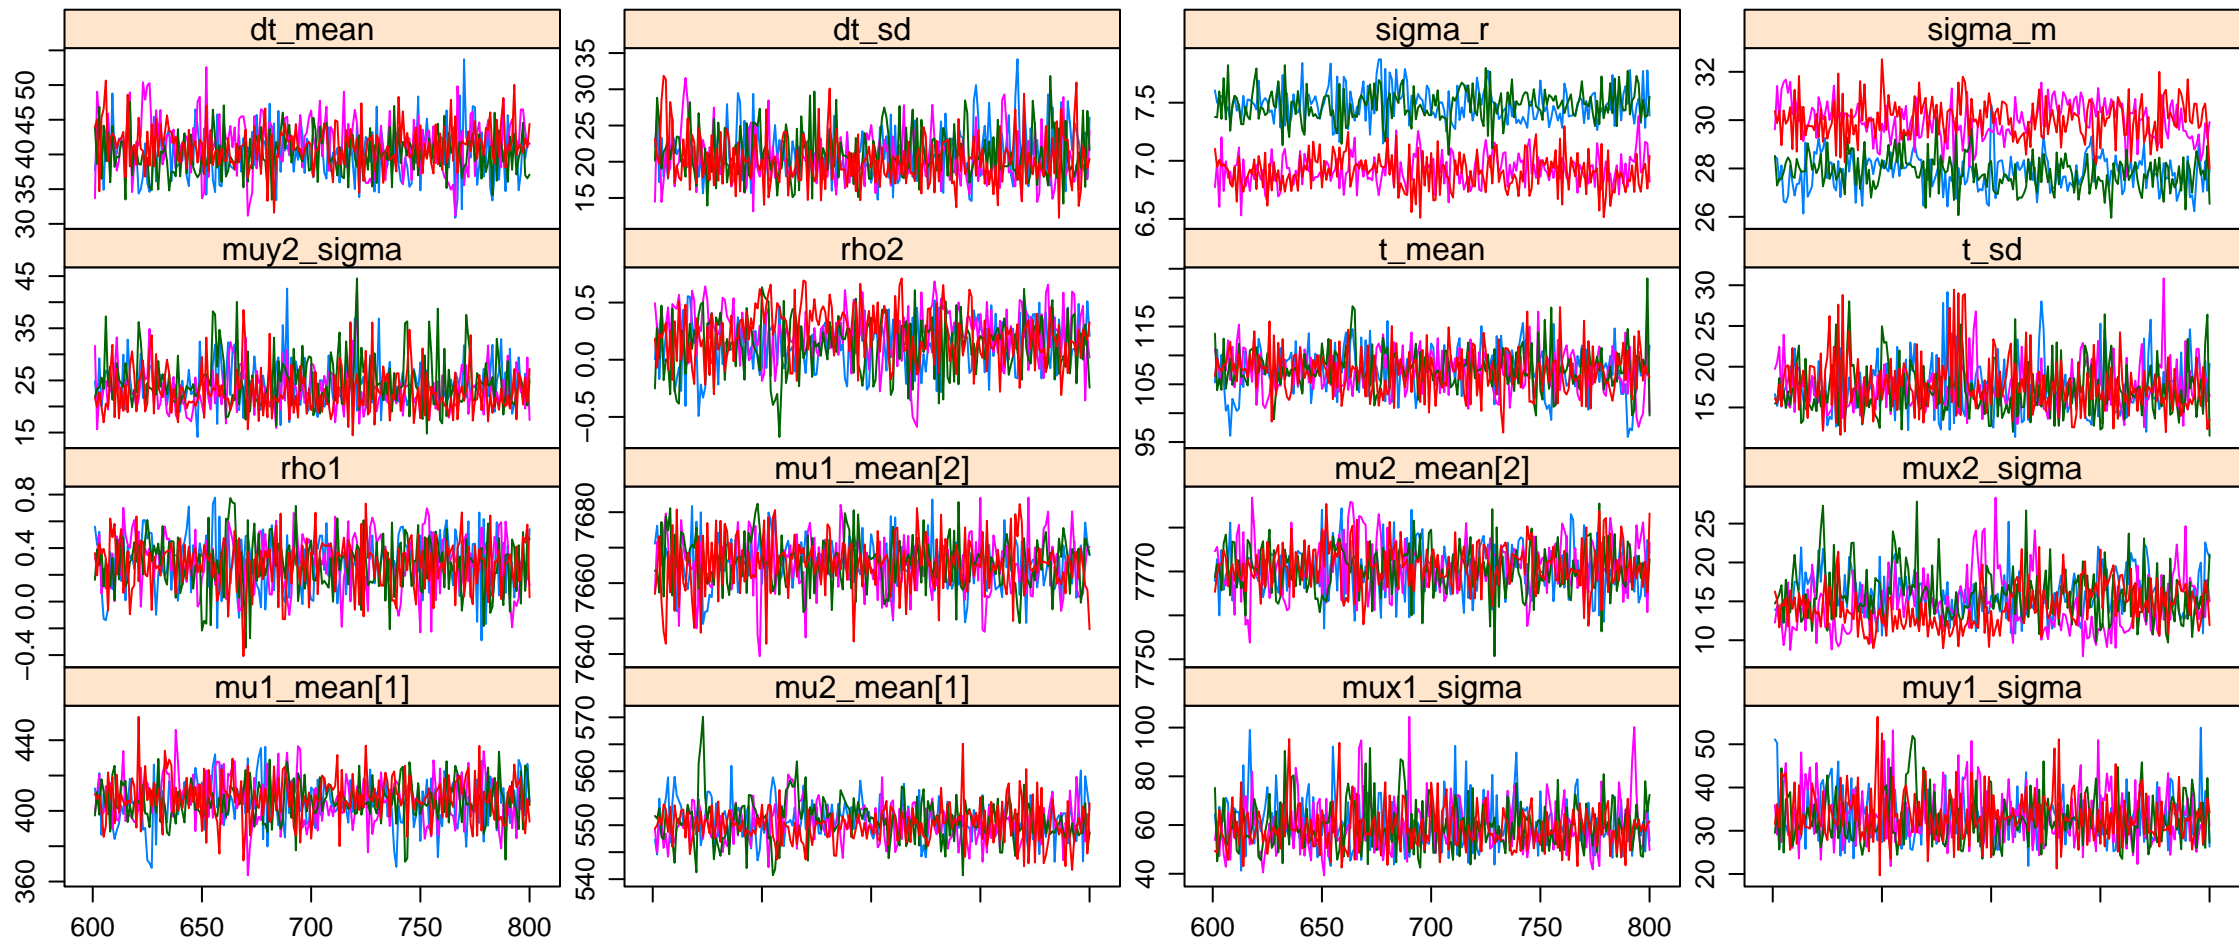 dt_mean dt_sd sigma_r sigma_m
30 35 40 45 50
15 20 25 30 35
6.5 7.0 7.5
26 28 30 32
muy2_sigma rho2 t_mean t_sd
15 25 35 45
−0.5 0.0 0.5
95 105 115
15 20 25 30
rho1 mu1_mean[2] mu2_mean[2] mux2_sigma
−0.4 0.0 0.4 0.8
7640 7660 7680
7750 7770
10 15 20 25
mu1_mean[1] mu2_mean[1] mux1_sigma muy1_sigma
360 400 440
540 550 560 570
40 60 80 100
20 30 40 50
600 650 700 750 800 600 650 700 750 800